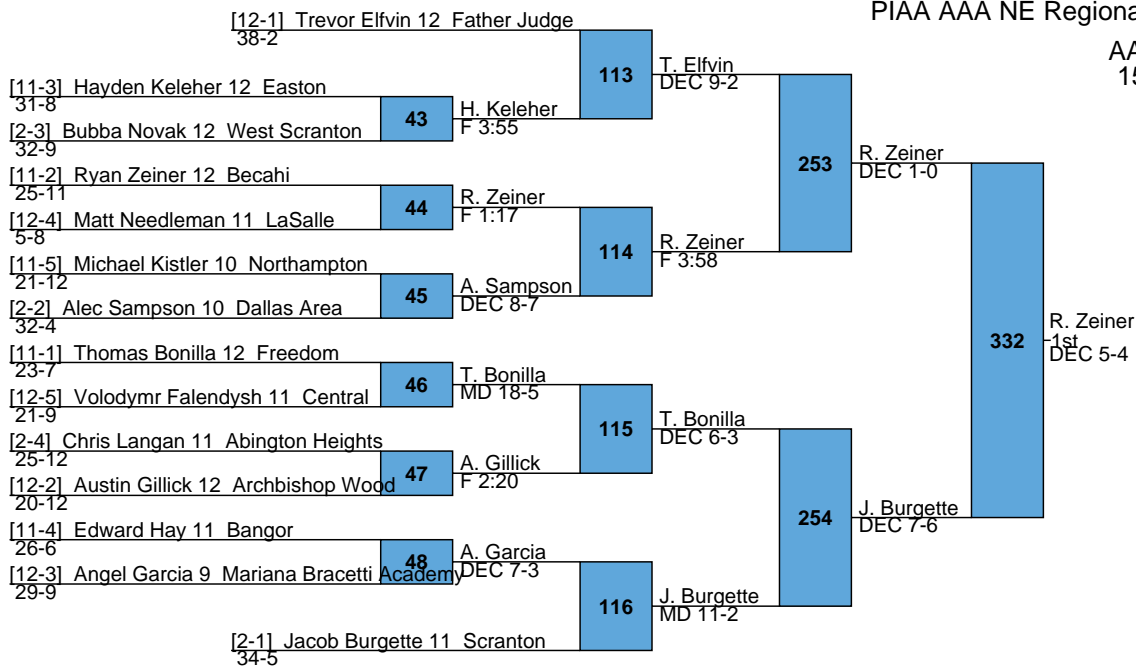 PIAA AAA NE Regiona
AA
15
[12-1] Trevor Elfvin 12 Father Judge
38-2
[11-3] Hayden Keleher 12 Easton
31-8
[2-3] Bubba Novak 12 West Scranton
32-9
[11-2] Ryan Zeiner 12 Becahi
25-11
[12-4] Matt Needleman 11 LaSalle
5-8
[11-5] Michael Kistler 10 Northampton
21-12
[2-2] Alec Sampson 10 Dallas Area
32-4
[11-1] Thomas Bonilla 12 Freedom
23-7
[12-5] Volodymr Falendysh 11 Central
21-9
[2-4] Chris Langan 11 Abington Heights
25-12
[12-2] Austin Gillick 12 Archbishop Wood
20-12
[11-4] Edward Hay 11 Bangor
26-6
[12-3] Angel Garcia 9 Mariana Bracetti Academy
29-9
[2-1] Jacob Burgette 11 Scranton
34-5
43
H. Keleher
F 3:55
44
R. Zeiner
F 1:17
45
A. Sampson
DEC 8-7
46
T. Bonilla
MD 18-5
47
A. Gillick
F 2:20
48
A. Garcia
DEC 7-3
113
T. Elfvin
DEC 9-2
114
R. Zeiner
F 3:58
115
T. Bonilla
DEC 6-3
116
J. Burgette
MD 11-2
253
R. Zeiner
DEC 1-0
254
J. Burgette
DEC 7-6
332
R. Zeiner
1st
DEC 5-4